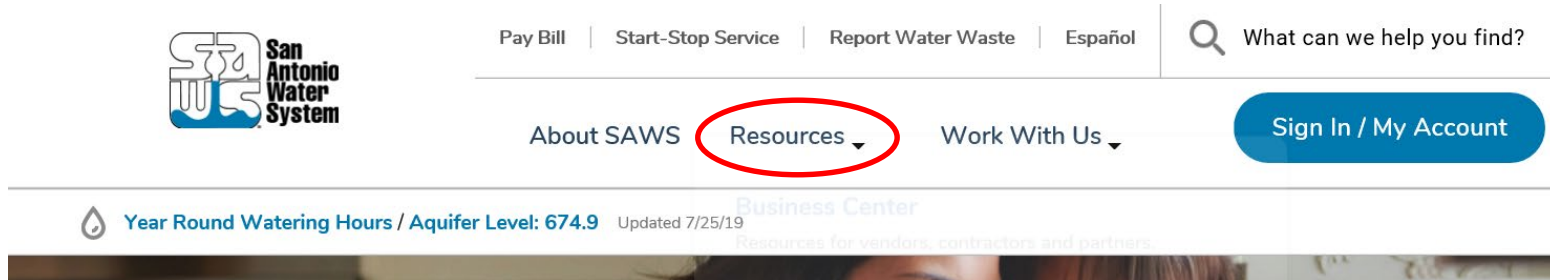 San
Antonio
Water
System
Pay Bill | Start-Stop Service | Report Water Waste | Español
What can we help you find?
About SAWS Resources Work With Us
Sign In / My Account
Year Round Watering Hours / Aquifer Level: 674.9 Updated 7/25/19
Business Center
Resources for vendors, contractors and partners.